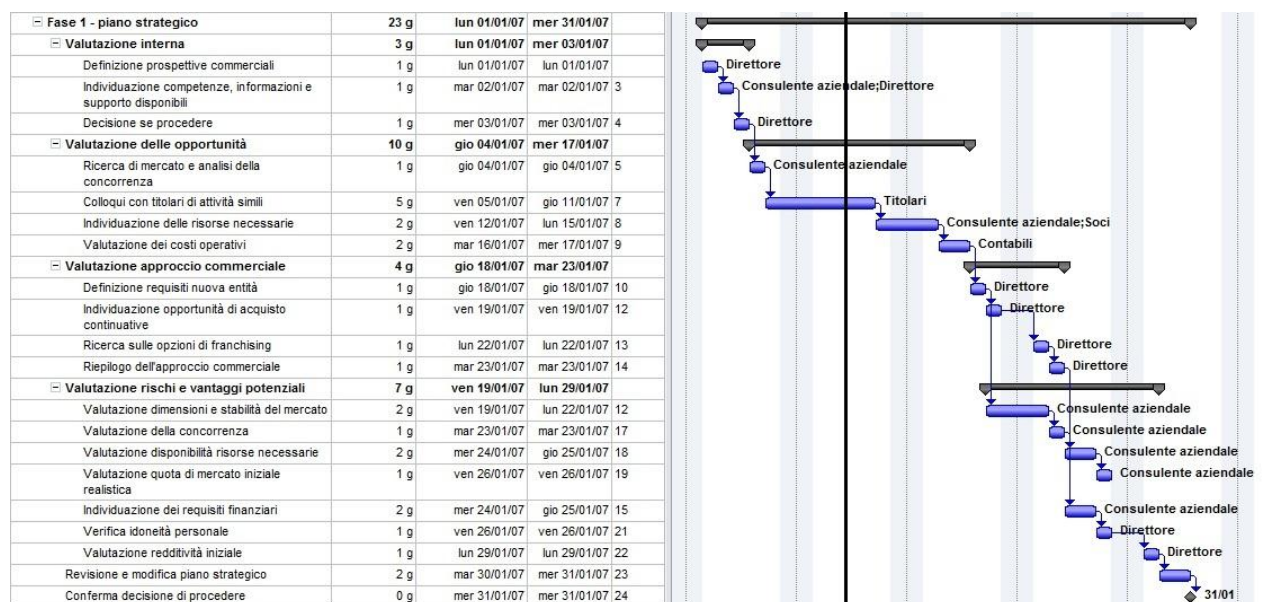 Fase 1 - piano strategico 23 g lun 01/01/07 mer 31/01/07
Valutazione interna 3 g lun 01/01/07 mer 03/01/07
Definizione prospettive commerciali 1 g lun 01/01/07 lun 01/01/07 Direttore
Individuazione competenze, informazioni e 1 g mar 02/01/07 mar 02/01/07 3 Consulente aziendale;Direttore
supporto disponibili
Decisione se procedere 1 g mer 03/01/07 mer 03/01/07 4 Direttore
Valutazione delle opportunità 10 g gio 04/01/07 mer 17/01/07
Ricerca di mercato e analisi della 1 g gio 04/01/07 gio 04/01/07 5 Consulente aziendale
concorrenza
Colloqui con titolari di attività simili 5 g ven 05/01/07 gio 11/01/07 7 Titolari
Individuazione delle risorse necessarie 2 g ven 12/01/07 lun 15/01/07 8 Consulente aziendale;Soci
Valutazione dei costi operativi 2 g mar 16/01/07 mer 17/01/07 9 Contabili
Valutazione approccio commerciale 4 g gio 18/01/07 mar 23/01/07
Definizione requisiti nuova entità 1 g gio 18/01/07 gio 18/01/07 10 Direttore
Individuazione opportunità di acquisto 1 g ven 19/01/07 ven 19/01/07 12 Direttore
continuative
Ricerca sulle opzioni di franchising 1 g lun 22/01/07 lun 22/01/07 13 Direttore
Riepilogo dell'approccio commerciale 1 g mar 23/01/07 mar 23/01/07 14 Direttore
Valutazione rischi e vantaggi potenziali 7 g ven 19/01/07 lun 29/01/07
Valutazione dimensioni e stabilità del mercato 2 g ven 19/01/07 lun 22/01/07 12 Consulente aziendale
Valutazione della concorrenza 1 g mar 23/01/07 mar 23/01/07 17 Consulente aziendale
Valutazione disponibilità risorse necessarie 2 g mer 24/01/07 gio 25/01/07 18 Consulente aziendale
Valutazione quota di mercato iniziale 1 g ven 26/01/07 ven 26/01/07 19 Consulente aziendale
realistica
Individuazione dei requisiti finanziari 2 g mer 24/01/07 gio 25/01/07 15 Consulente aziendale
Verifica idoneità personale 1 g ven 26/01/07 ven 26/01/07 21 Direttore
Valutazione redditività iniziale 1 g lun 29/01/07 lun 29/01/07 22 Direttore
Revisione e modifica piano strategico 2 g mar 30/01/07 mer 31/01/07 23
Conferma decisione di procedere 0 g mer 31/01/07 mer 31/01/07 24 31/01